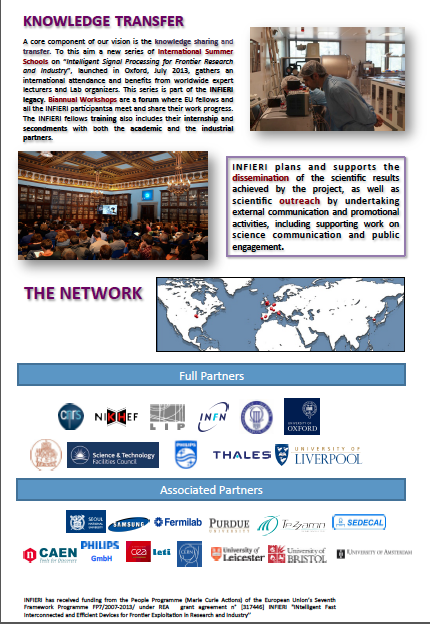 KNOWLEDGE TRANSFER
A core component of our vision is the knowledge sharing and
transfer. To this aim a new series of International Summer
Schools on "Intelligent Signal Processing for Frontier Research
and Industry", launched in Oxford, July 2013, gathers an
international attendance and benefits from worldwide expert
lecturers and Lab organizers. This series is part of the INFIERI
legacy. Biannual Workshops are a forum where EU fellows and
all the INFIERI participantsa meet and share their work progress.
The INFIERI fellows training also includes their internship and
secondments with both the academic and the industrial
partners.
INFIERI plans and supports the
dissemination of the scientific results
achieved by the project, as well as
scientific outreach by undertaking
external communication and promotional
activities, including supporting work on
science communication and public
engagement.
THE NETWORK
Full Partners
cnrs
NIKHEF
LIP
INFN
UNIVERSITY OF
OXFORD
Science & Technology
Facilities Council
PHILIPS
THALES
UNIVERSITY OF
LIVERPOOL
Associated Partners
SEOUL
NATIONAL
UNIVERSITY
SAMSUNG
Fermilab
PURDUE
UNIVERSITY
Tezzaron
SEDECAL
CAEN
Tools for Discovery
PHILIPS
GmbH
cea
leti
CERN
University of
Leicester
University of
BRISTOL
UNIVERSITY OF AMSTERDAM
INFIERI has received funding from the People Programme (Marie Curie Actions) of the European Union's Seventh
Framework Programme FP7/2007-2013/ under REA grant agreement n° [317446] INFIERI "INtelligent Fast
Interconnected and Efficient Devices for Frontier Exploitation in Research and Industry"